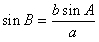 sin B = b sin A / a